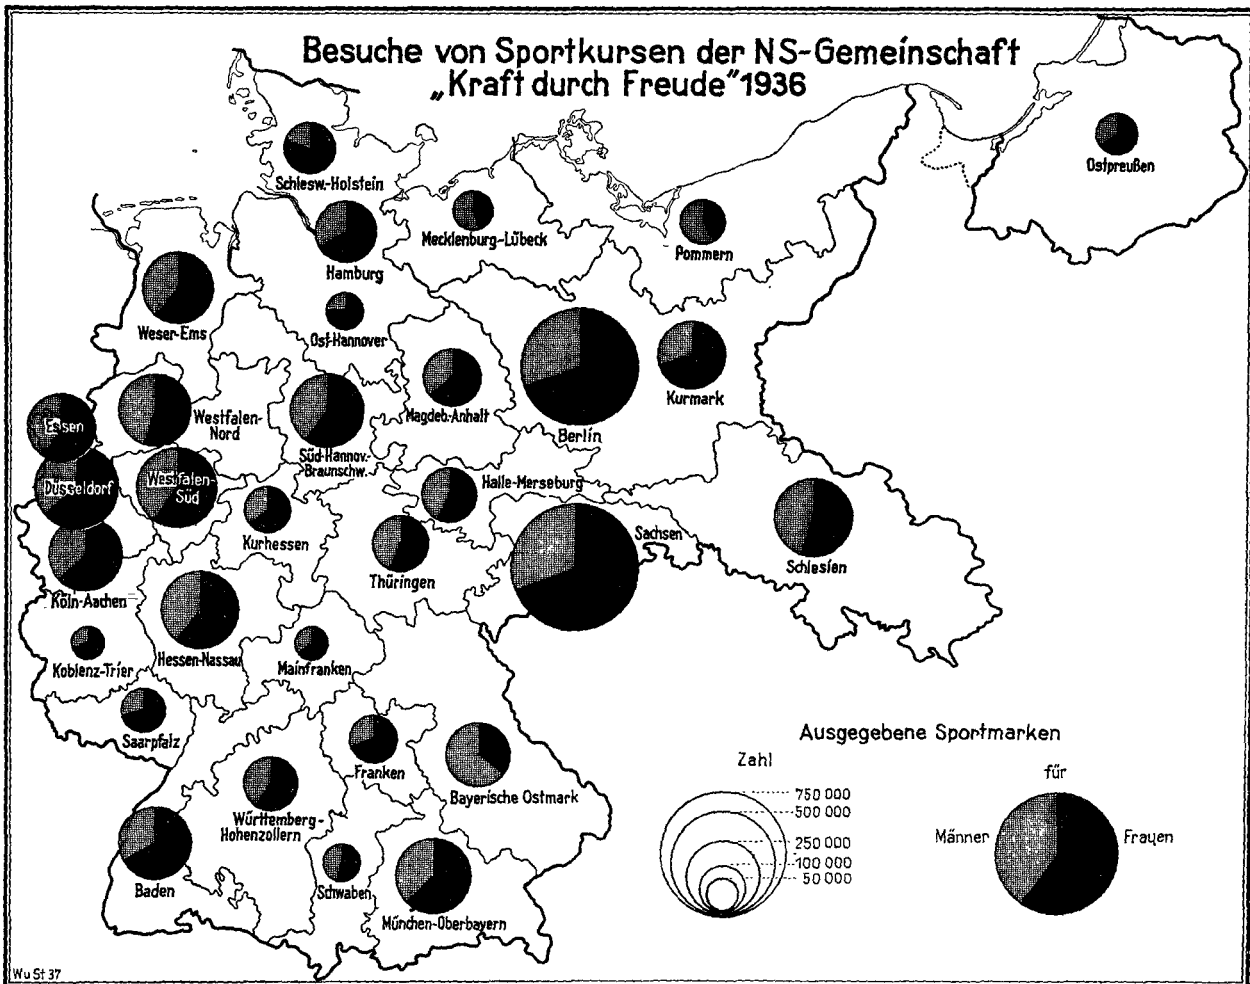 Besuche von Sportkursen der NS-Gemeinschaft
„Kraft durch Freude" 1936
Ostpreußen
Schlesw.-Holstein
Mecklenburg-Lübeck
Pommern
Hamburg
Weser-Ems
Ost-Hannover
Kurmark
Magdeb.-Anhalt
Berlin
Westfalen-
Nord
Essen
Süd-Hannov.-
Braunschw.
Düsseldorf
Westfalen-
Süd
Halle-Merseburg
Kurhessen
Sachsen
Schlesien
Thüringen
Köln-Aachen
Koblenz-Trier
Hessen-Nassau
Mainfranken
Saarpfalz
Franken
Bayerische Ostmark
Württemberg-
Hohenzollern
Baden
Schwaben
München-Oberbayern
Ausgegebene Sportmarken
Zahl
750 000
500 000
250 000
100 000
50 000
für
Männer
Frauen
Wu St 37